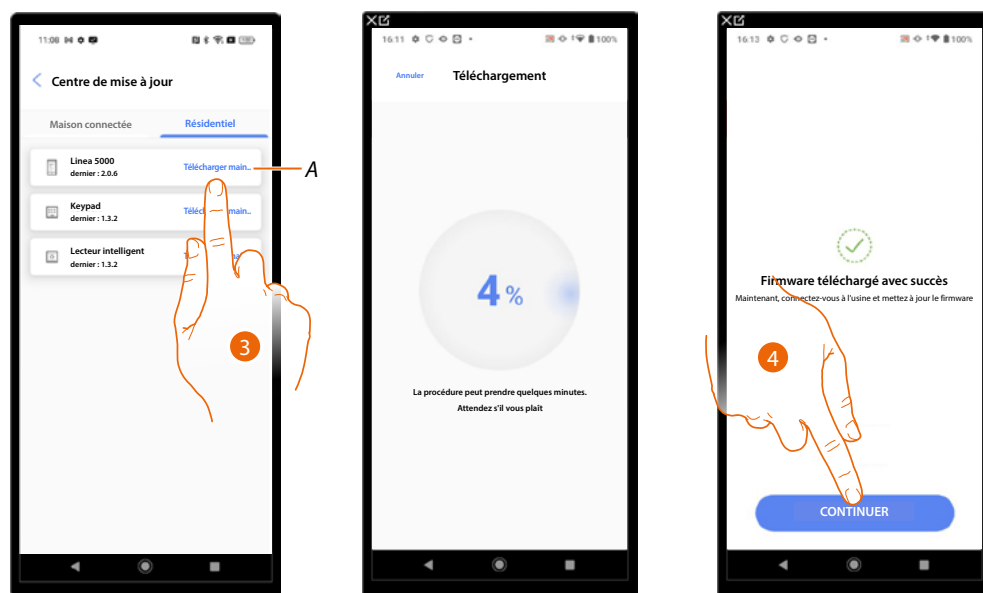 11:08
Centre de mise à jour
Maison connectée
Résidentiel
Linea 5000
dernier : 2.0.6
Télécharger main..
A
Keypad
dernier : 1.3.2
main..
Lecteur intelligent
dernier : 1.3.2
3
16:11
100%
Annuler
Téléchargement
4 %
La procédure peut prendre quelques minutes.
Attendez s'il vous plaît
16:13
100%
Firmware téléchargé avec succès
Maintenant, connectez-vous à l'usine et mettez à jour le firmware
4
CONTINUER